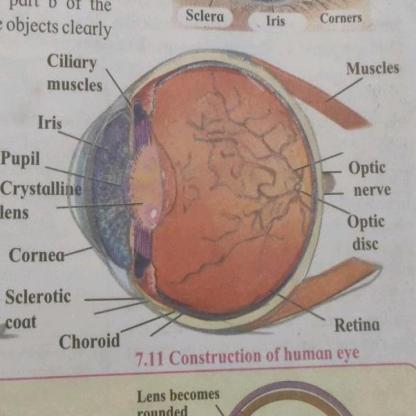 part b of the
objects clearly
Sclera
Iris
Corners
Ciliary
muscles
Muscles
Iris
Pupil
Crystalline
lens
Optic
nerve
Optic
disc
Cornea
Sclerotic
coat
Choroid
Retina
7.11 Construction of human eye
Lens becomes
rounded